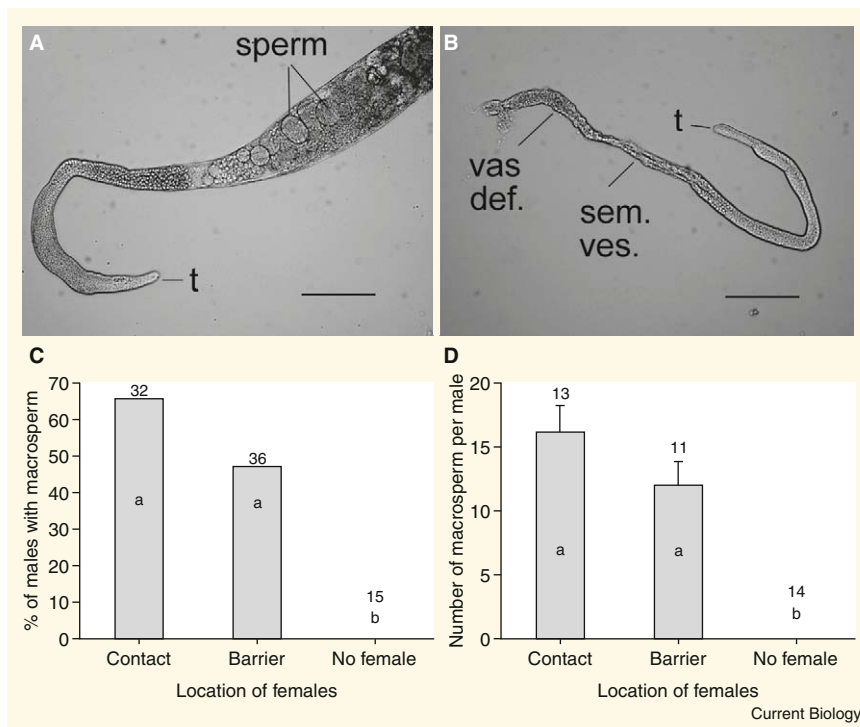 A
sperm
t
B
t
vas
def.
sem.
ves.
C
% of males with macrosperm
70
60
50
40
30
20
10
0
32
a
36
a
15
b
Contact Barrier No female
Location of females
D
Number of macrosperm per male
20
15
10
5
0
13
a
11
a
14
b
Contact Barrier No female
Location of females
Current Biology